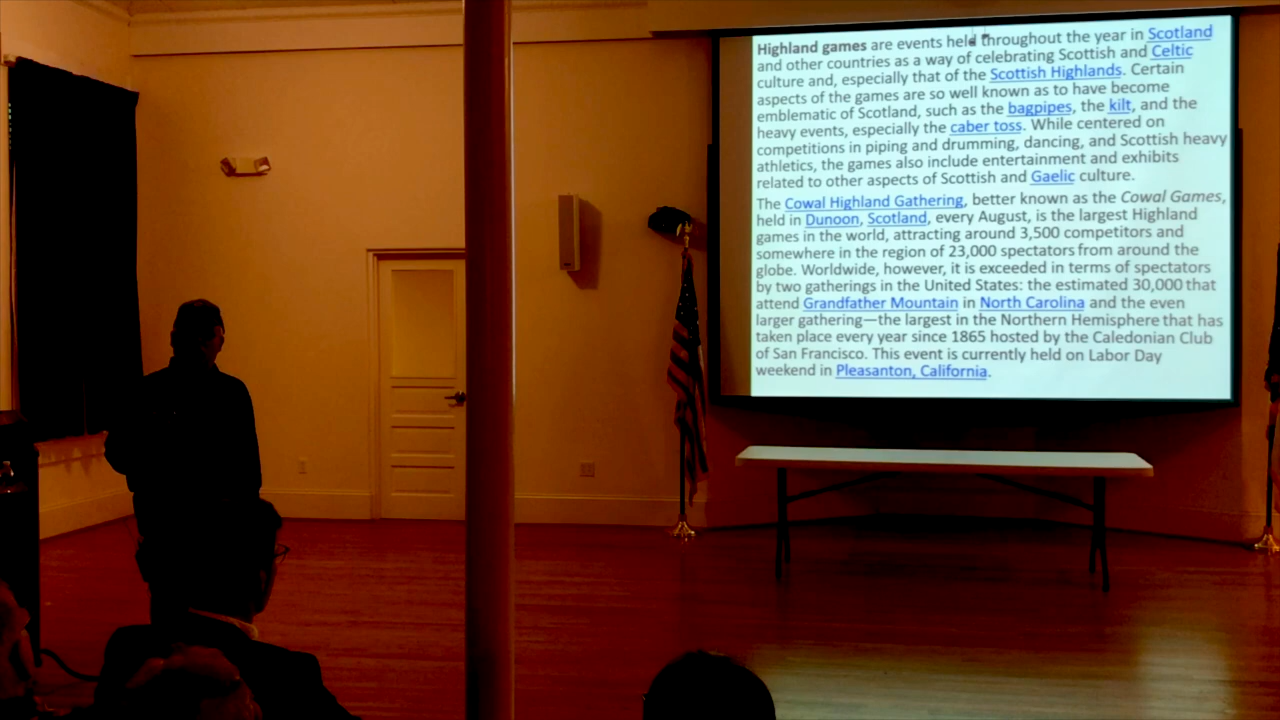 Highland games are events held throughout the year in Scotland
and other countries as a way of celebrating Scottish and Celtic
culture and, especially that of the Scottish Highlands. Certain
aspects of the games are so well known as to have become
emblematic of Scotland, such as the bagpipes, the kilt, and the
heavy events, especially the caber toss. While centered on
competitions in piping and drumming, dancing, and Scottish heavy
athletics, the games also include entertainment and exhibits
related to other aspects of Scottish and Gaelic culture.
The Cowal Highland Gathering, better known as the Cowal Games,
held in Dunoon, Scotland, every August, is the largest Highland
games in the world, attracting around 3,500 competitors and
somewhere in the region of 23,000 spectators from around the
globe. Worldwide, however, it is exceeded in terms of spectators
by two gatherings in the United States: the estimated 30,000 that
attend Grandfather Mountain in North Carolina and the even
larger gathering—the largest in the Northern Hemisphere that has
taken place every year since 1865 hosted by the Caledonian Club
of San Francisco. This event is currently held on Labor Day
weekend in Pleasanton, California.